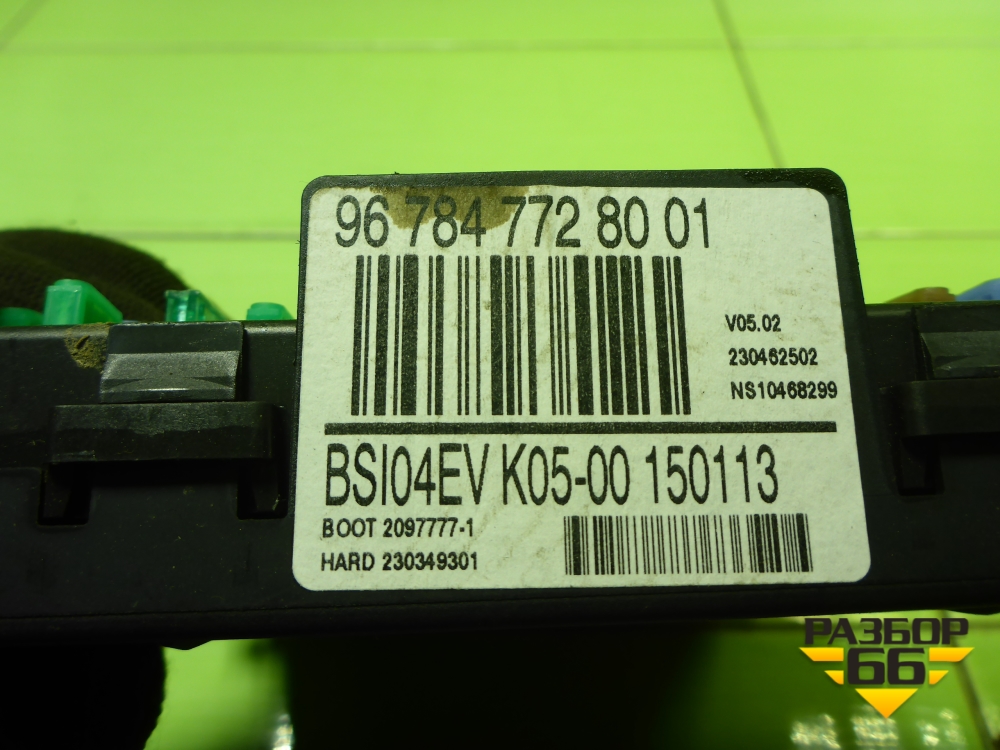 96 784 772 80 01
V05.02
230462502
NS10468299
BSI04EV K05-00 150113
BOOT 2097777-1
HARD 230349301
РАЗБОР
66